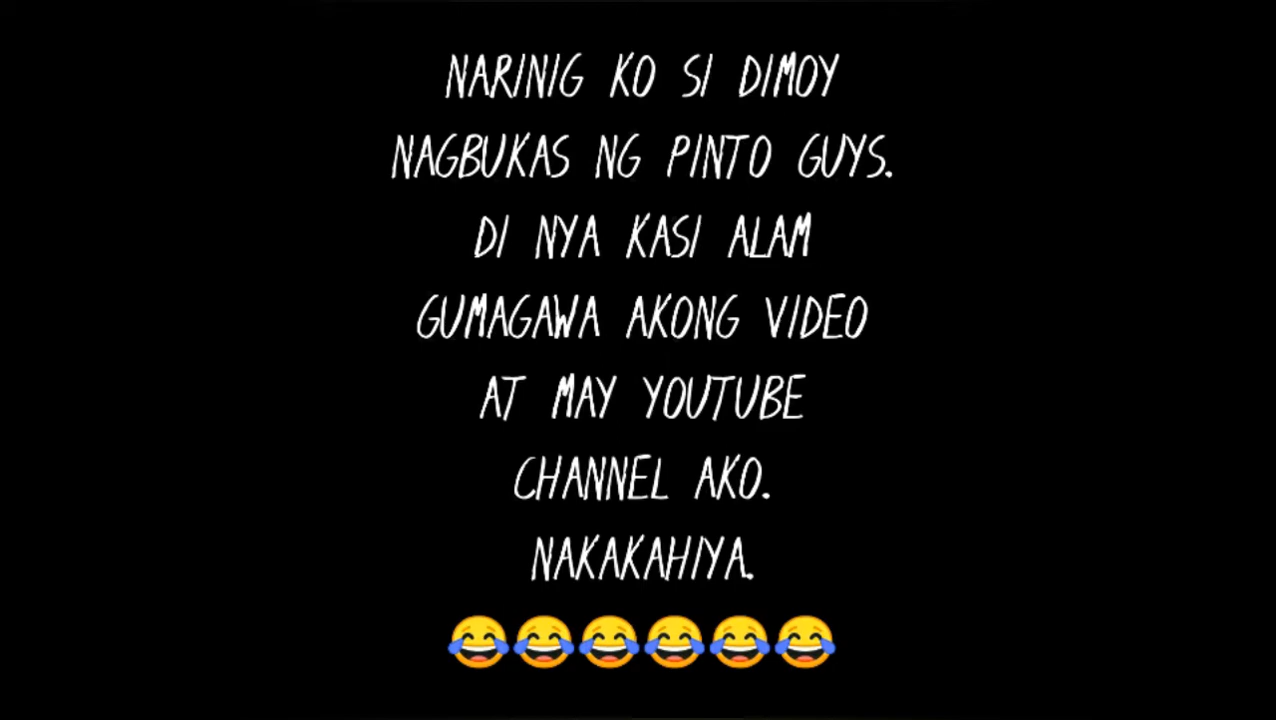 NARINIG KO SI DIMOY
NAGBUKAS NG PINTO GUYS.
DI NYA KASI ALAM
GUMAGAWA AKONG VIDEO
AT MAY YOUTUBE
CHANNEL AKO.
NAKAKAHIYA.
😂😂😂😂😂😂